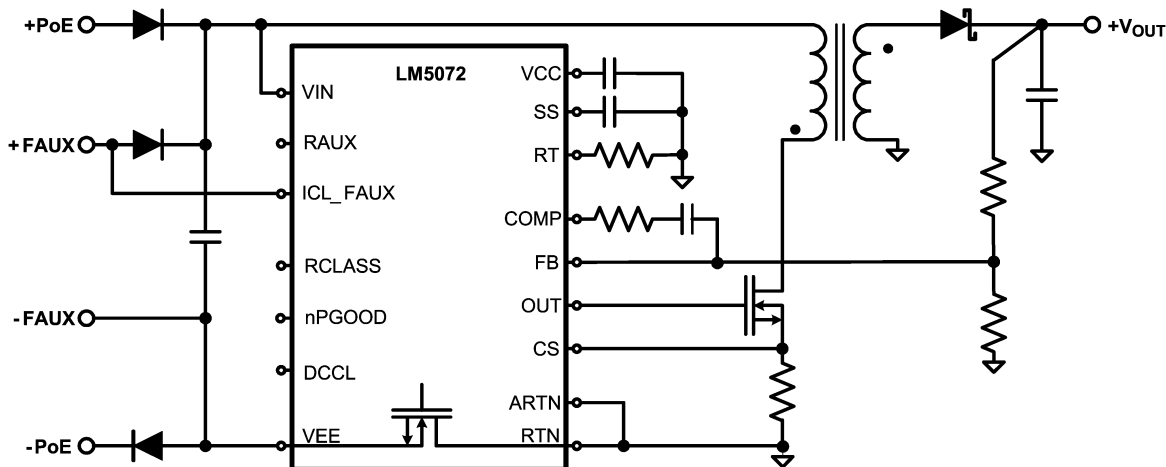 +PoE
+VOUT
LM5072
VIN
VCC
RAUX
SS
+FAUX
RT
ICL_FAUX
COMP
RCLASS
FB
-FAUX
nPGOOD
OUT
DCCL
CS
ARTN
-PoE
VEE
RTN